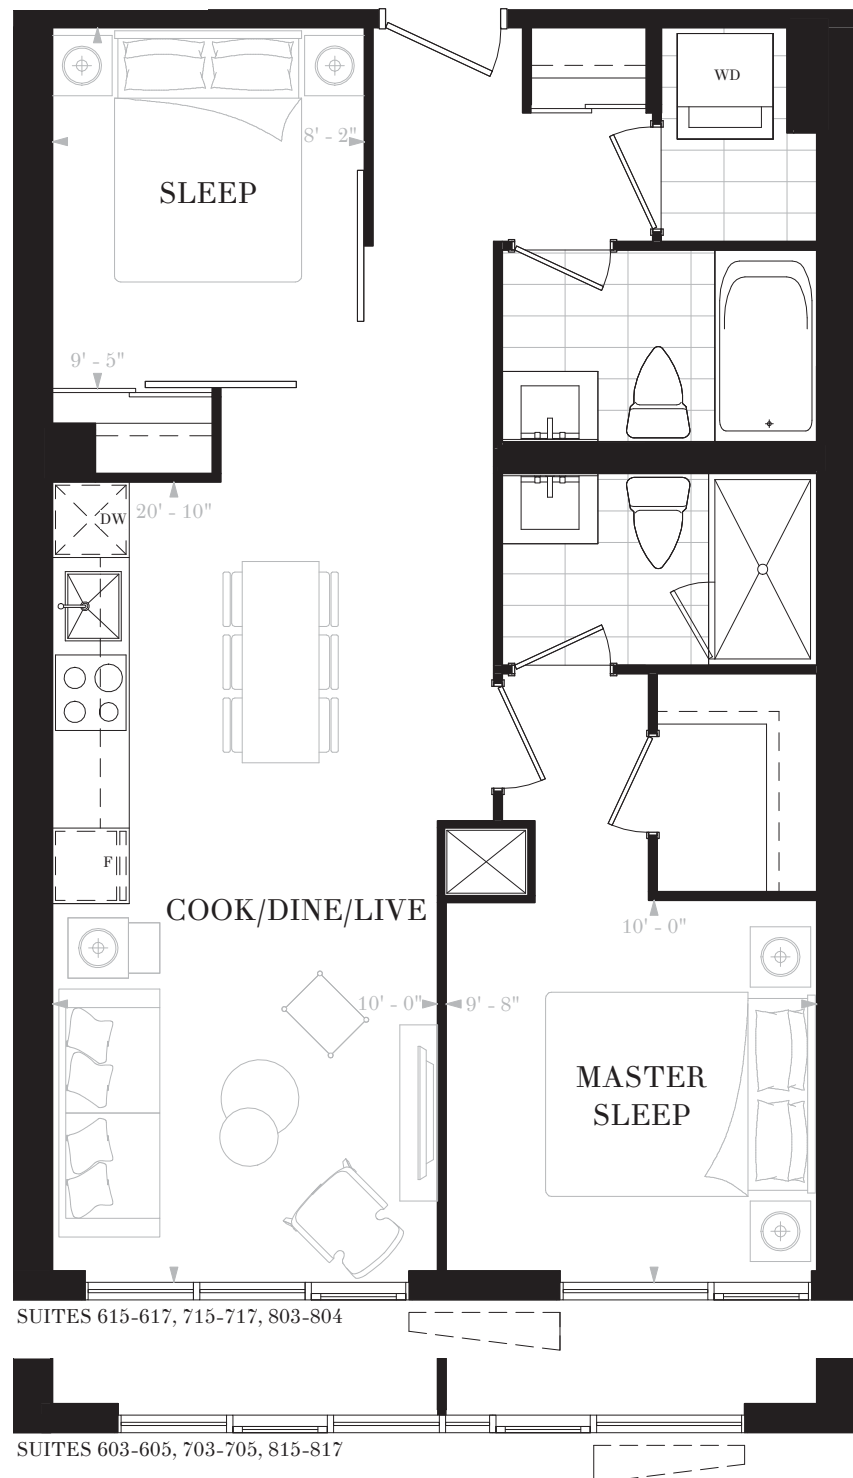 WD
8' - 2"
SLEEP
9' - 5"
DW
20' - 10"
F
COOK/DINE/LIVE
10' - 0"
10' - 0"
9' - 8"
MASTER
SLEEP
SUITES 615-617, 715-717, 803-804
SUITES 603-605, 703-705, 815-817